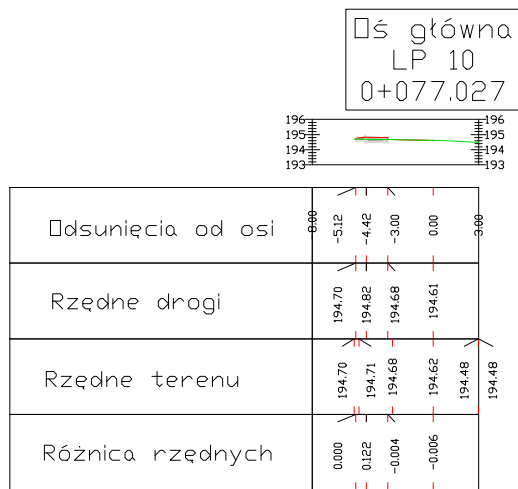 Oś główna
LP 10
0+077.027
196 196
195 195
194 194
193 193
Odsunięcia od osi -8.00 -5.12 -4.42 -3.00 0.00 3.00
Rzędne drogi 194.70 194.82 194.68 194.61
Rzędne terenu 194.70 194.71 194.68 194.62 194.48 194.48
Różnica rzędnych 0.000 0.122 -0.004 -0.006